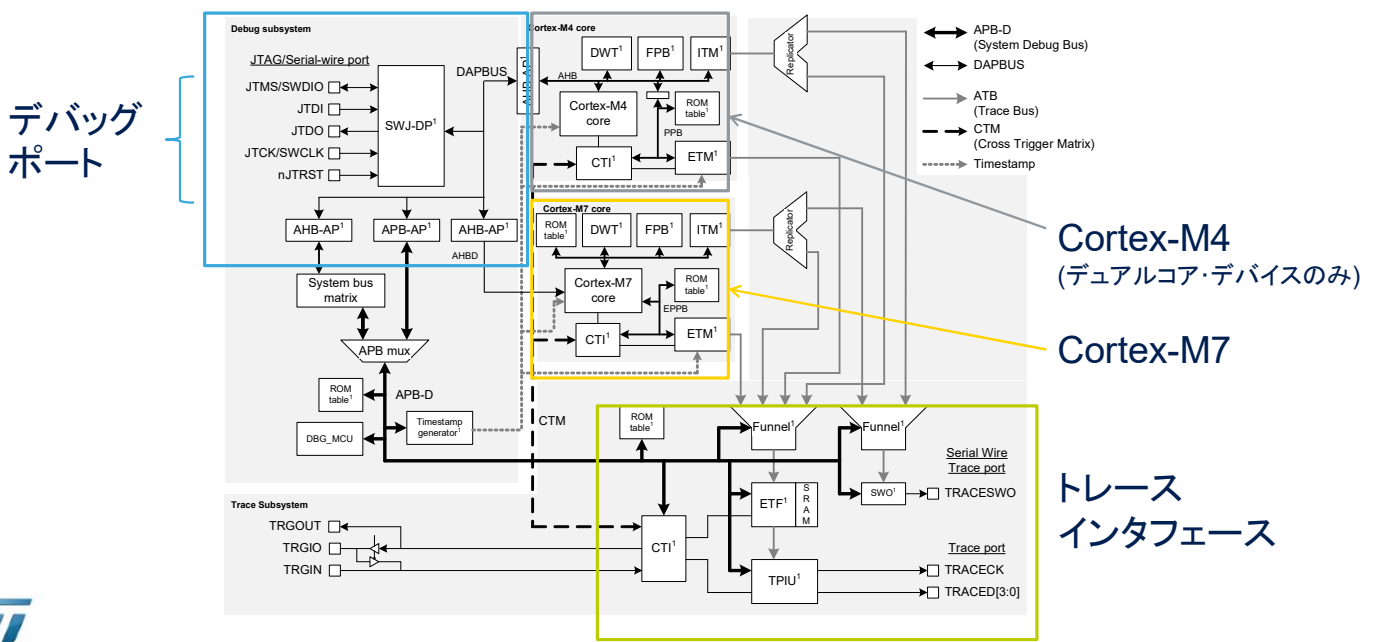 デバッグ
ポート
Debug subsystem
JTAG/Serial-wire port
JTMS/SWDIO
JTDI
JTDO
JTCK/SWCLK
nJTRST
SWJ-DP¹
DAPBUS
AHB-AP¹
APB-AP¹
AHB-AP¹
AHBD
System bus
matrix
APB mux
ROM
table¹
APB-D
DBG_MCU
Timestamp
generator¹
Cortex-M4 core
AHB-AP¹
AHB
DWT¹
FPB¹
ITM¹
Cortex-M4
core
ROM
table¹
PPB
CTI¹
ETM¹
Cortex-M7 core
ROM
table¹
DWT¹
FPB¹
ITM¹
Cortex-M7
core
ROM
table¹
EPPB
CTI¹
ETM¹
Replicator
Replicator
APB-D
(System Debug Bus)
DAPBUS
ATB
(Trace Bus)
CTM
(Cross Trigger Matrix)
Timestamp
Cortex-M4
(デュアルコア・デバイスのみ)
Cortex-M7
CTM
ROM
table¹
Funnel¹
Funnel¹
Serial Wire
Trace port
ETF¹
SRAM
SWO¹
TRACESWO
トレース
インタフェース
Trace Subsystem
TRGOUT
TRGIO
TRGIN
CTI¹
TPIU¹
Trace port
TRACECK
TRACED[3:0]